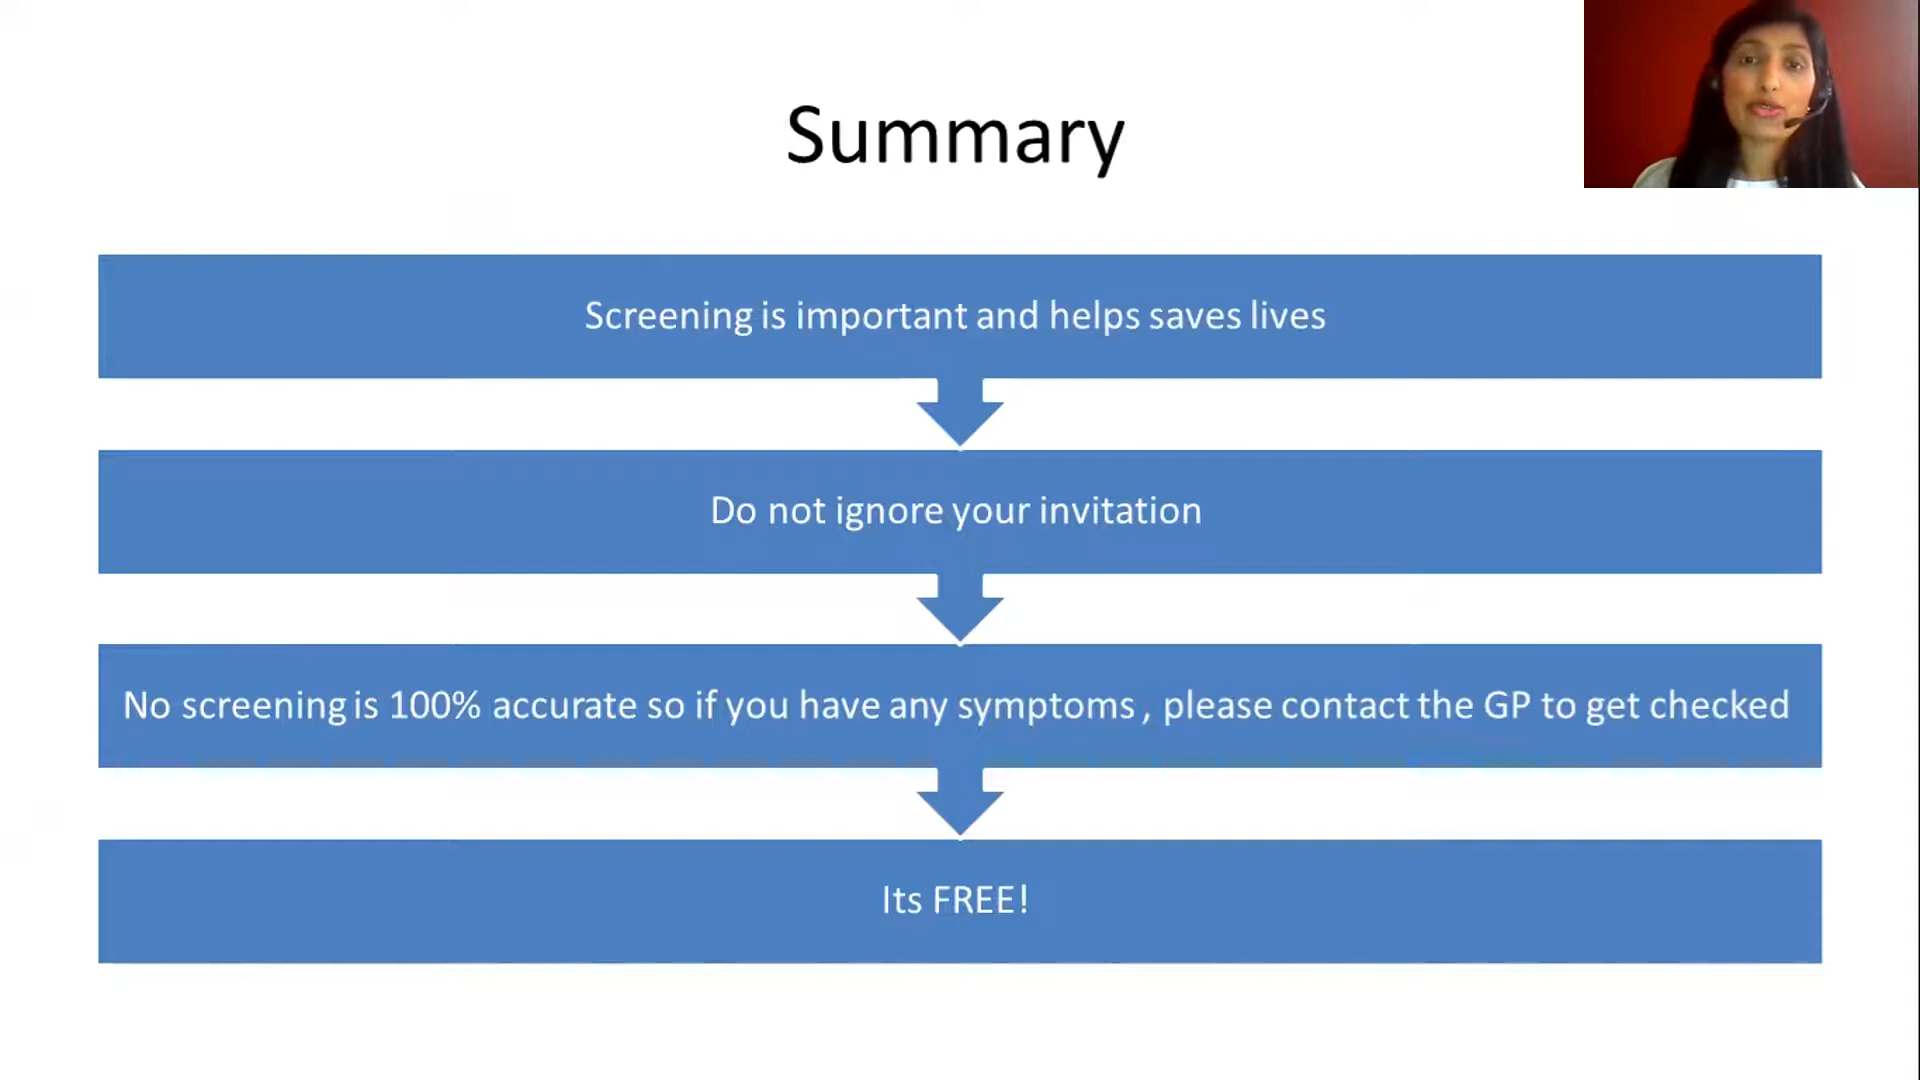 Summary
Screening is important and helps saves lives
Do not ignore your invitation
No screening is 100% accurate so if you have any symptoms , please contact the GP to get checked
Its FREE!